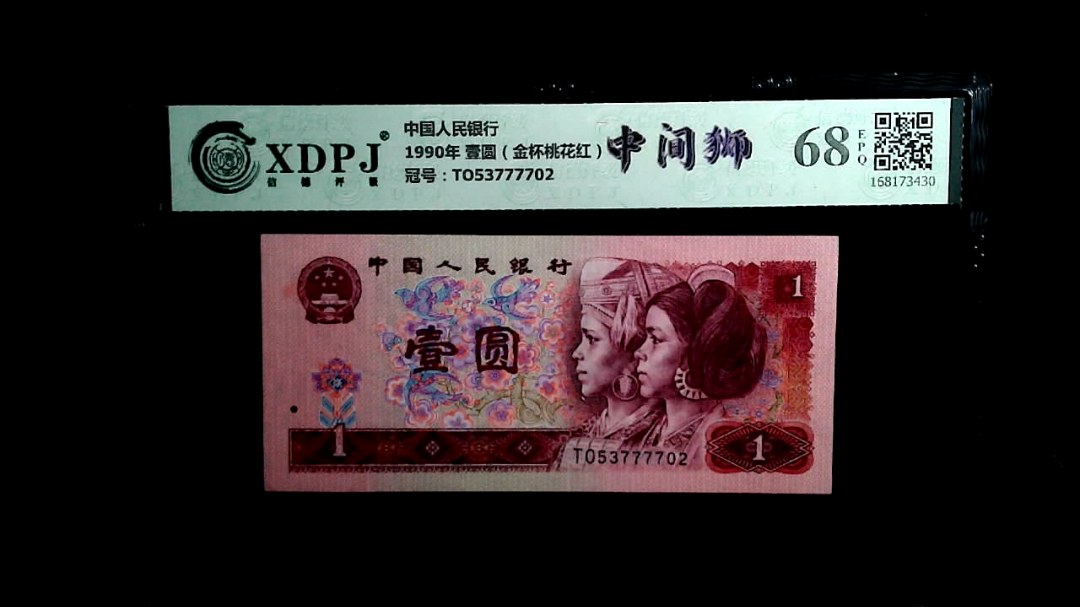 XDPJ®
信德评级
中国人民银行
1990年 壹圆（金杯桃花红）
冠号：TO53777702
中间狮
68
EPQ
168173430
中国人民银行
1
壹圆
1
TO53777702
1